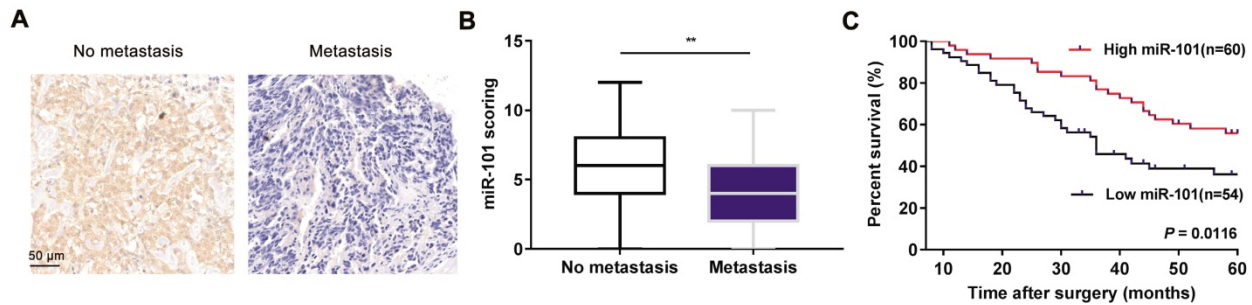 A
No metastasis
Metastasis
50 μm
B
miR-101 scoring
15
10
5
0
**
No metastasis
Metastasis
C
Percent survival (%)
100
80
60
40
20
0
High miR-101(n=60)
Low miR-101(n=54)
P = 0.0116
10 20 30 40 50 60
Time after surgery (months)